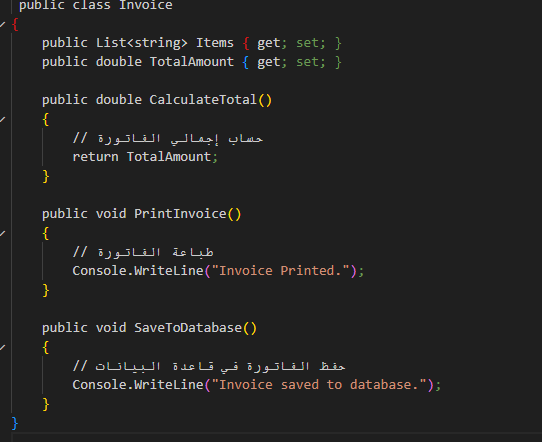 public class Invoice
{
public List<string> Items { get; set; }
public double TotalAmount { get; set; }
public double CalculateTotal()
{
// حساب إجمالي الفاتورة
return TotalAmount;
}
public void PrintInvoice()
{
// طباعة الفاتورة
Console.WriteLine("Invoice Printed.");
}
public void SaveToDatabase()
{
// حفظ الفاتورة في قاعدة البيانات
Console.WriteLine("Invoice saved to database.");
}
}